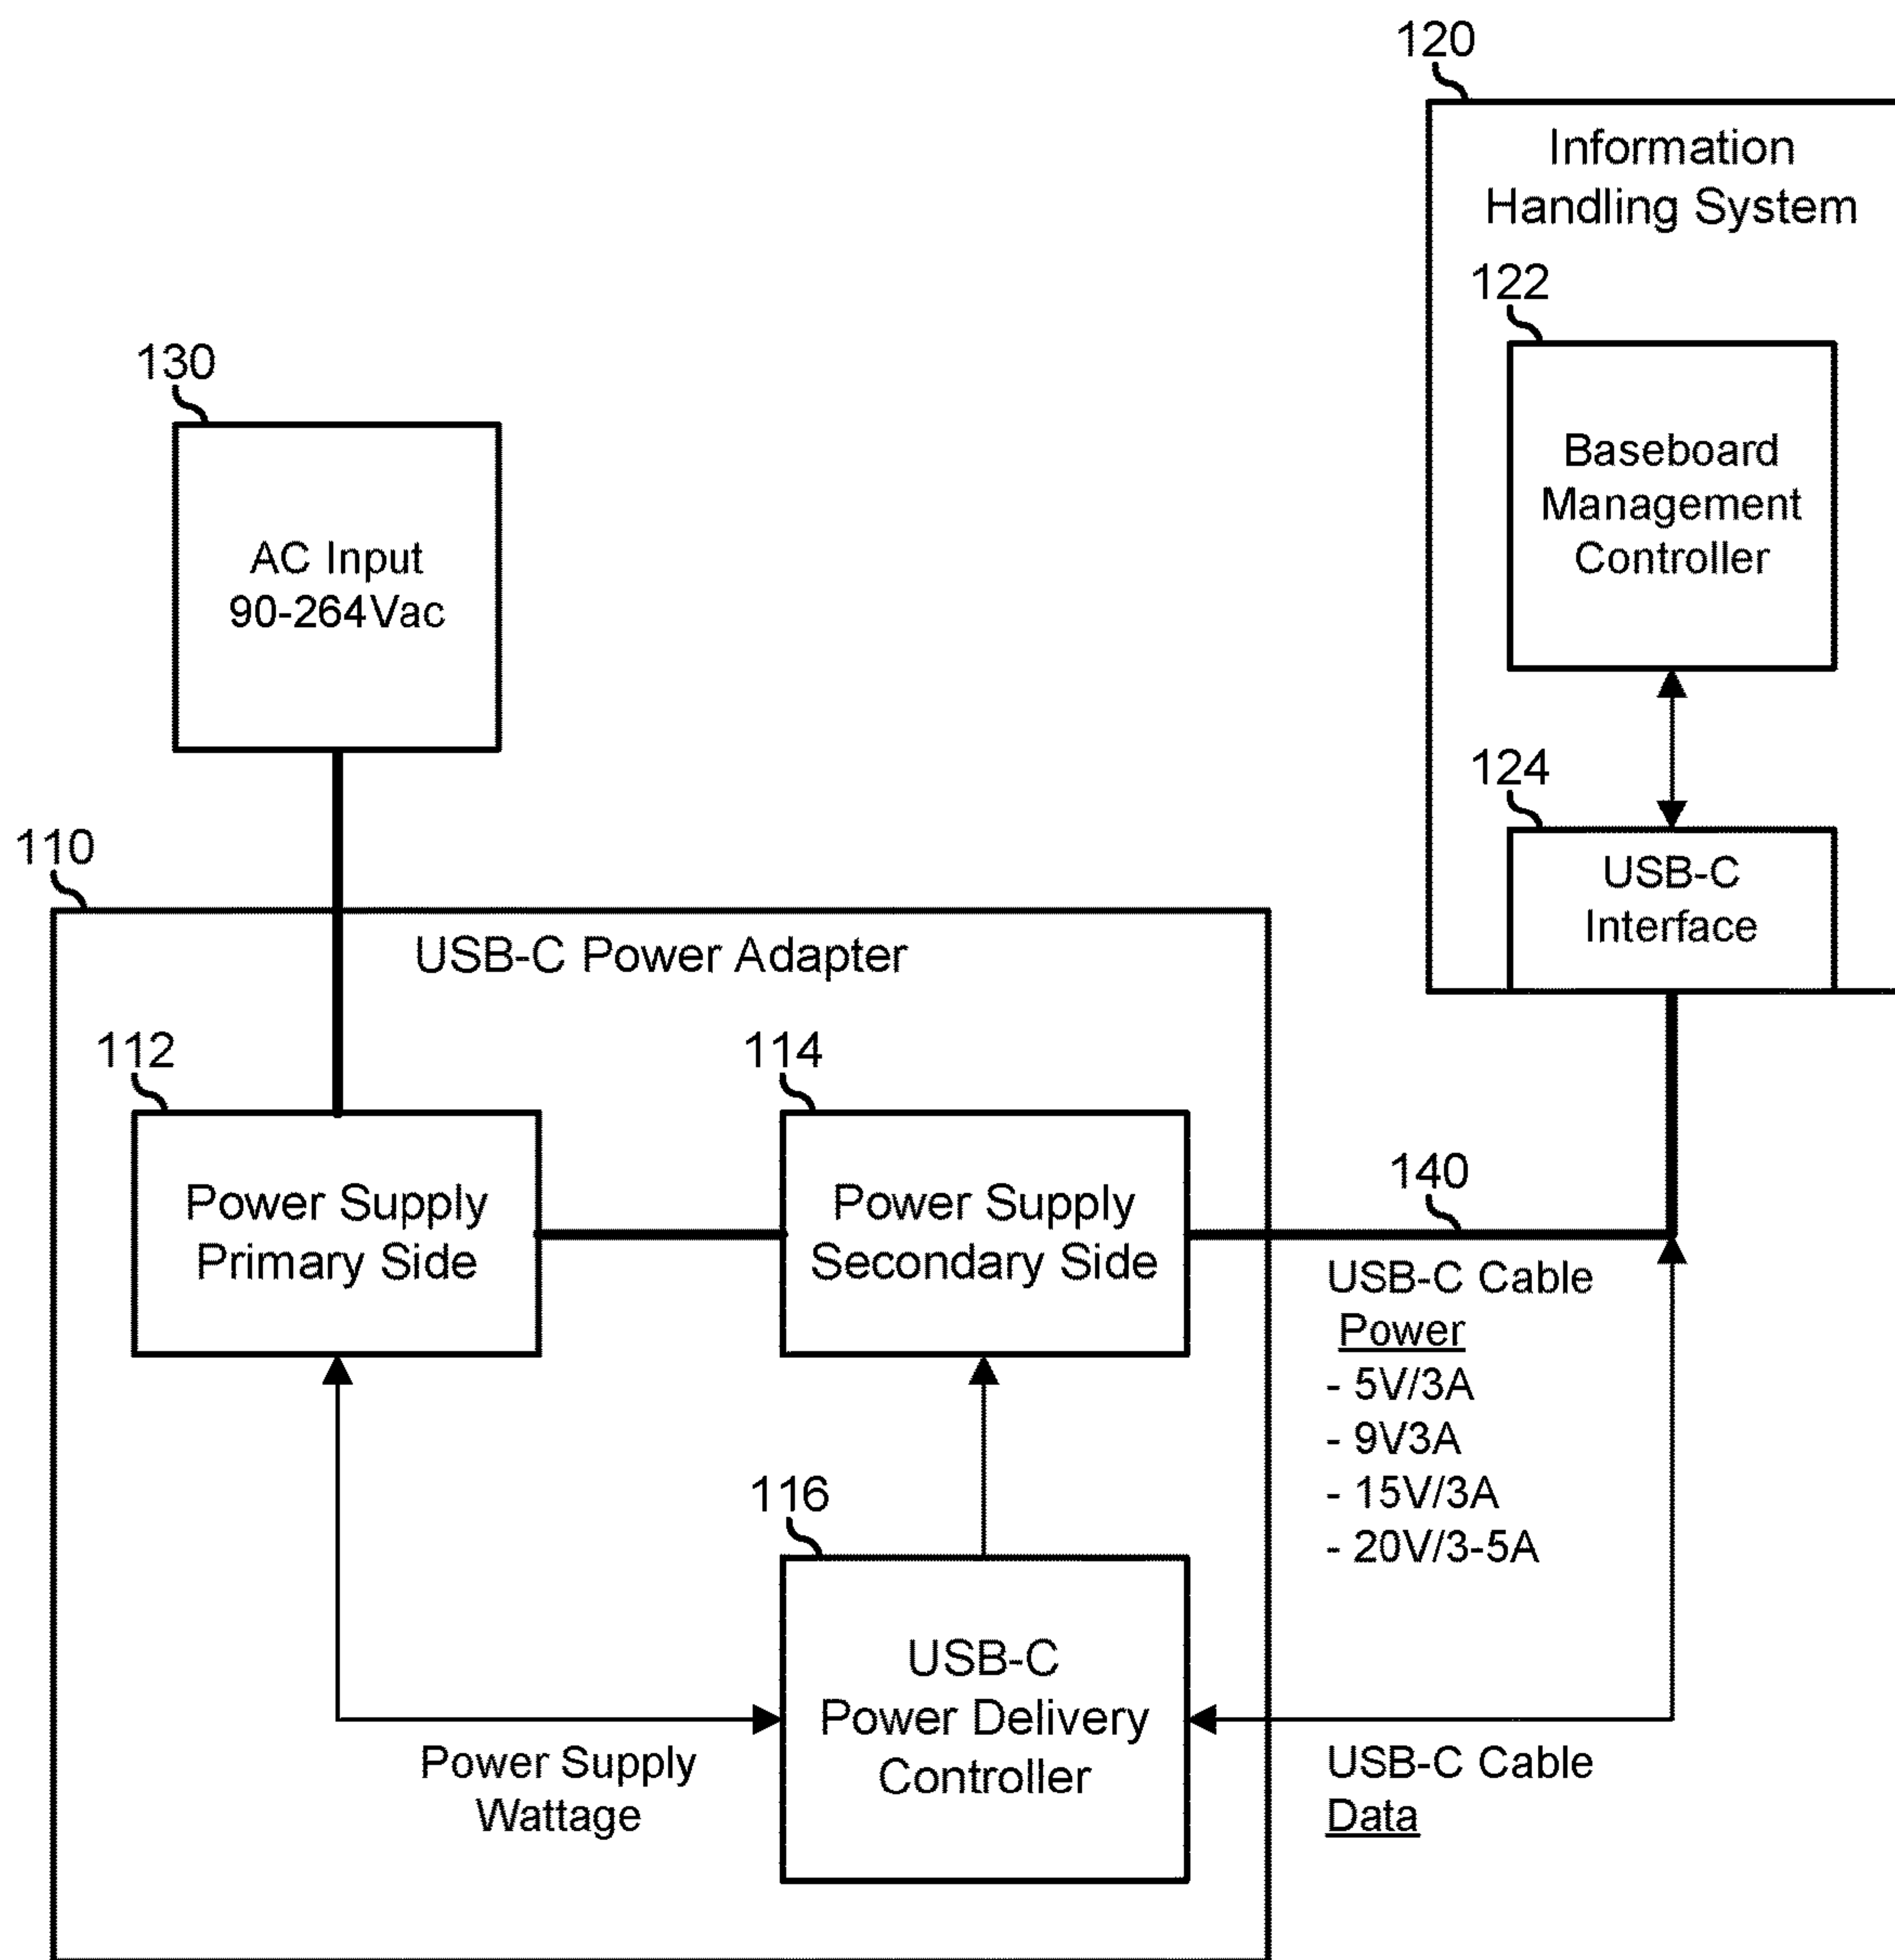 120
Information
Handling System
122
Baseboard
Management
Controller
124
USB-C
Interface
130
AC Input
90-264Vac
110
USB-C Power Adapter
112
Power Supply
Primary Side
114
Power Supply
Secondary Side
140
USB-C Cable
Power
- 5V/3A
- 9V3A
- 15V/3A
- 20V/3-5A
116
USB-C
Power Delivery
Controller
Power Supply
Wattage
USB-C Cable
Data